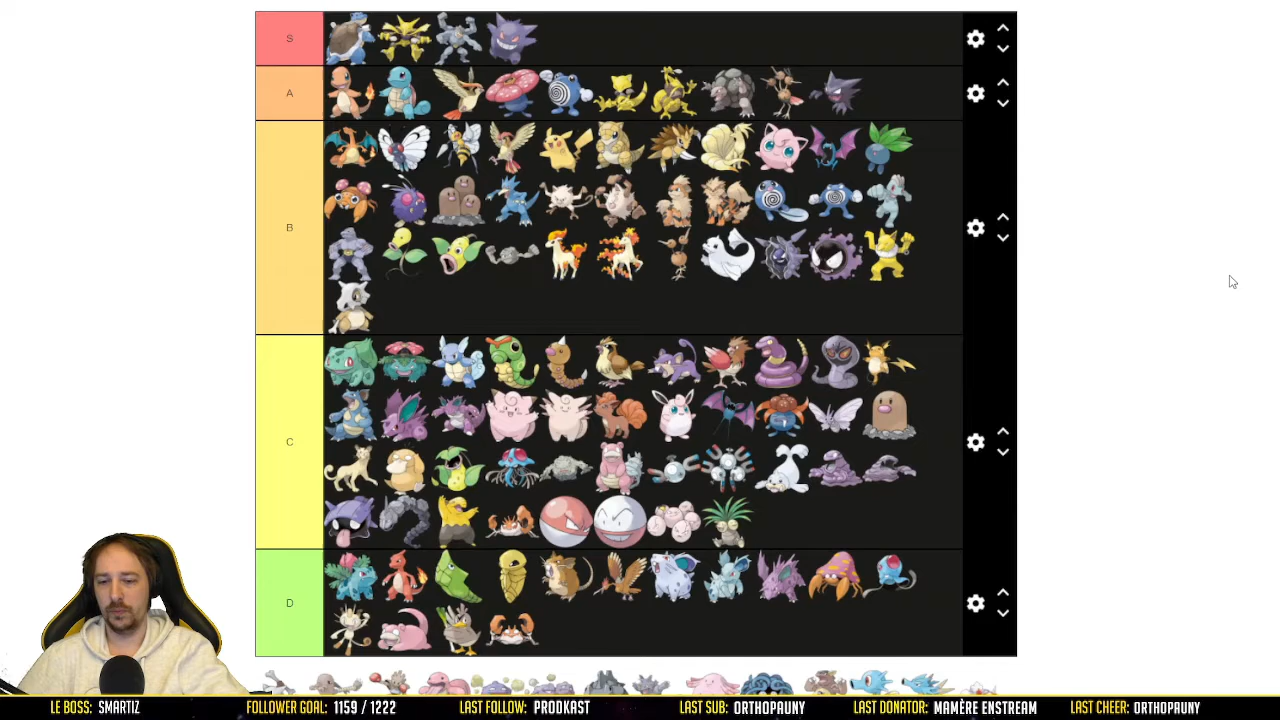 S
A
B
C
D
LE BOSS: SMARTIZ FOLLOWER GOAL: 1159 / 1222 LAST FOLLOW: PRODKAST LAST SUB: ORTHOPAUNY LAST DONATOR: MAMÈRE ENSTREAM LAST CHEER: ORTHOPAUNY